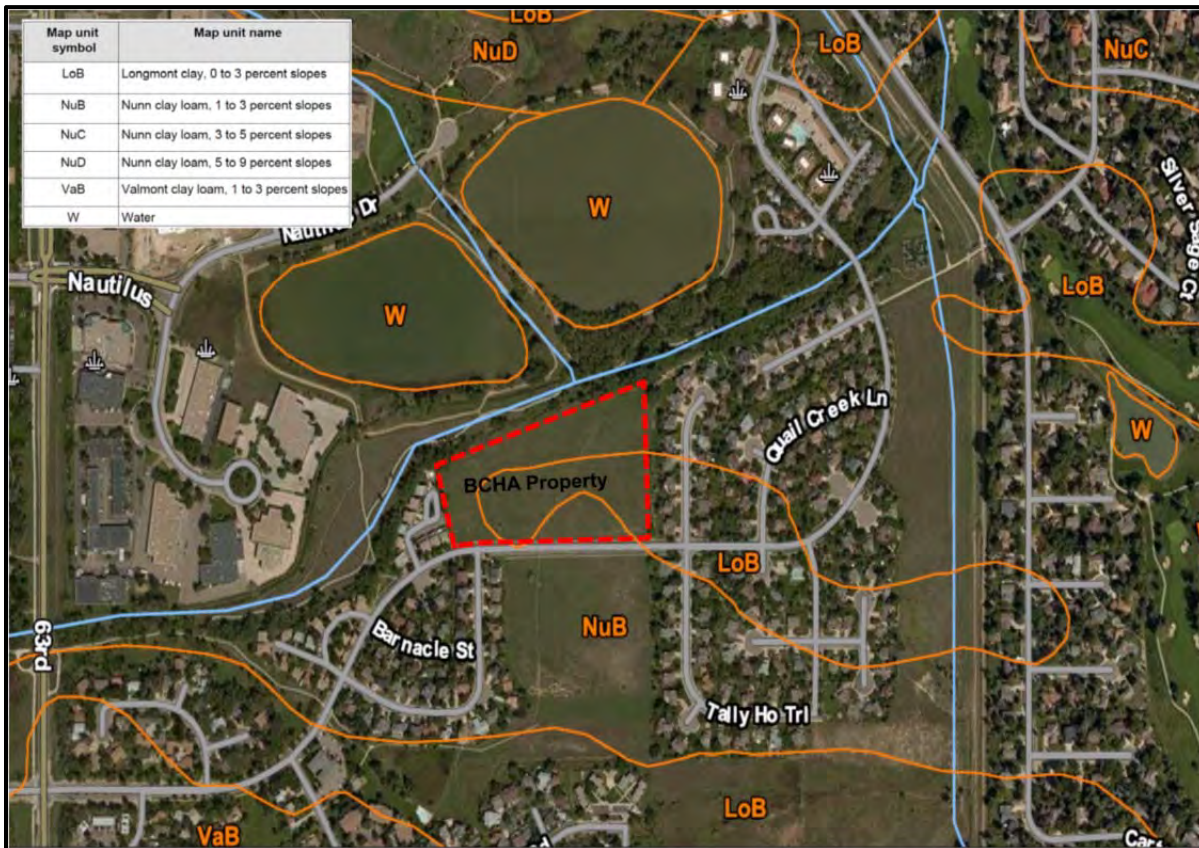 Map unit symbol Map unit name
LoB Longmont clay, 0 to 3 percent slopes
NuB Nunn clay loam, 1 to 3 percent slopes
NuC Nunn clay loam, 3 to 5 percent slopes
NuD Nunn clay loam, 5 to 9 percent slopes
VaB Valmont clay loam, 1 to 3 percent slopes
W Water
LoB
NuD
LoB
NuC
Dr
Silver Sage Ct
W
Nautilus
W
LoB
Quail Creek Ln
W
BCHA Property
LoB
NuB
63rd
Barnacle St
Tally Ho Trl
LoB
VaB